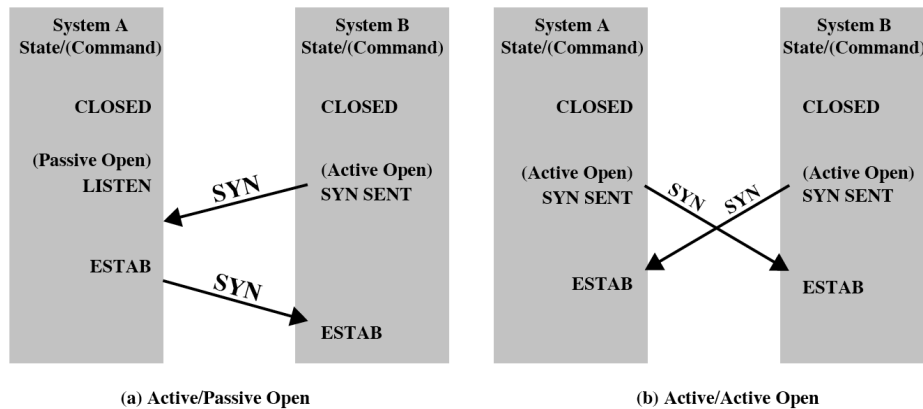 System A
State/(Command)
CLOSED
(Passive Open)
LISTEN
ESTAB
SYN
SYN
System B
State/(Command)
CLOSED
(Active Open)
SYN SENT
ESTAB
(a) Active/Passive Open
System A
State/(Command)
CLOSED
(Active Open)
SYN SENT
ESTAB
SYN
SYN
System B
State/(Command)
CLOSED
(Active Open)
SYN SENT
ESTAB
(b) Active/Active Open